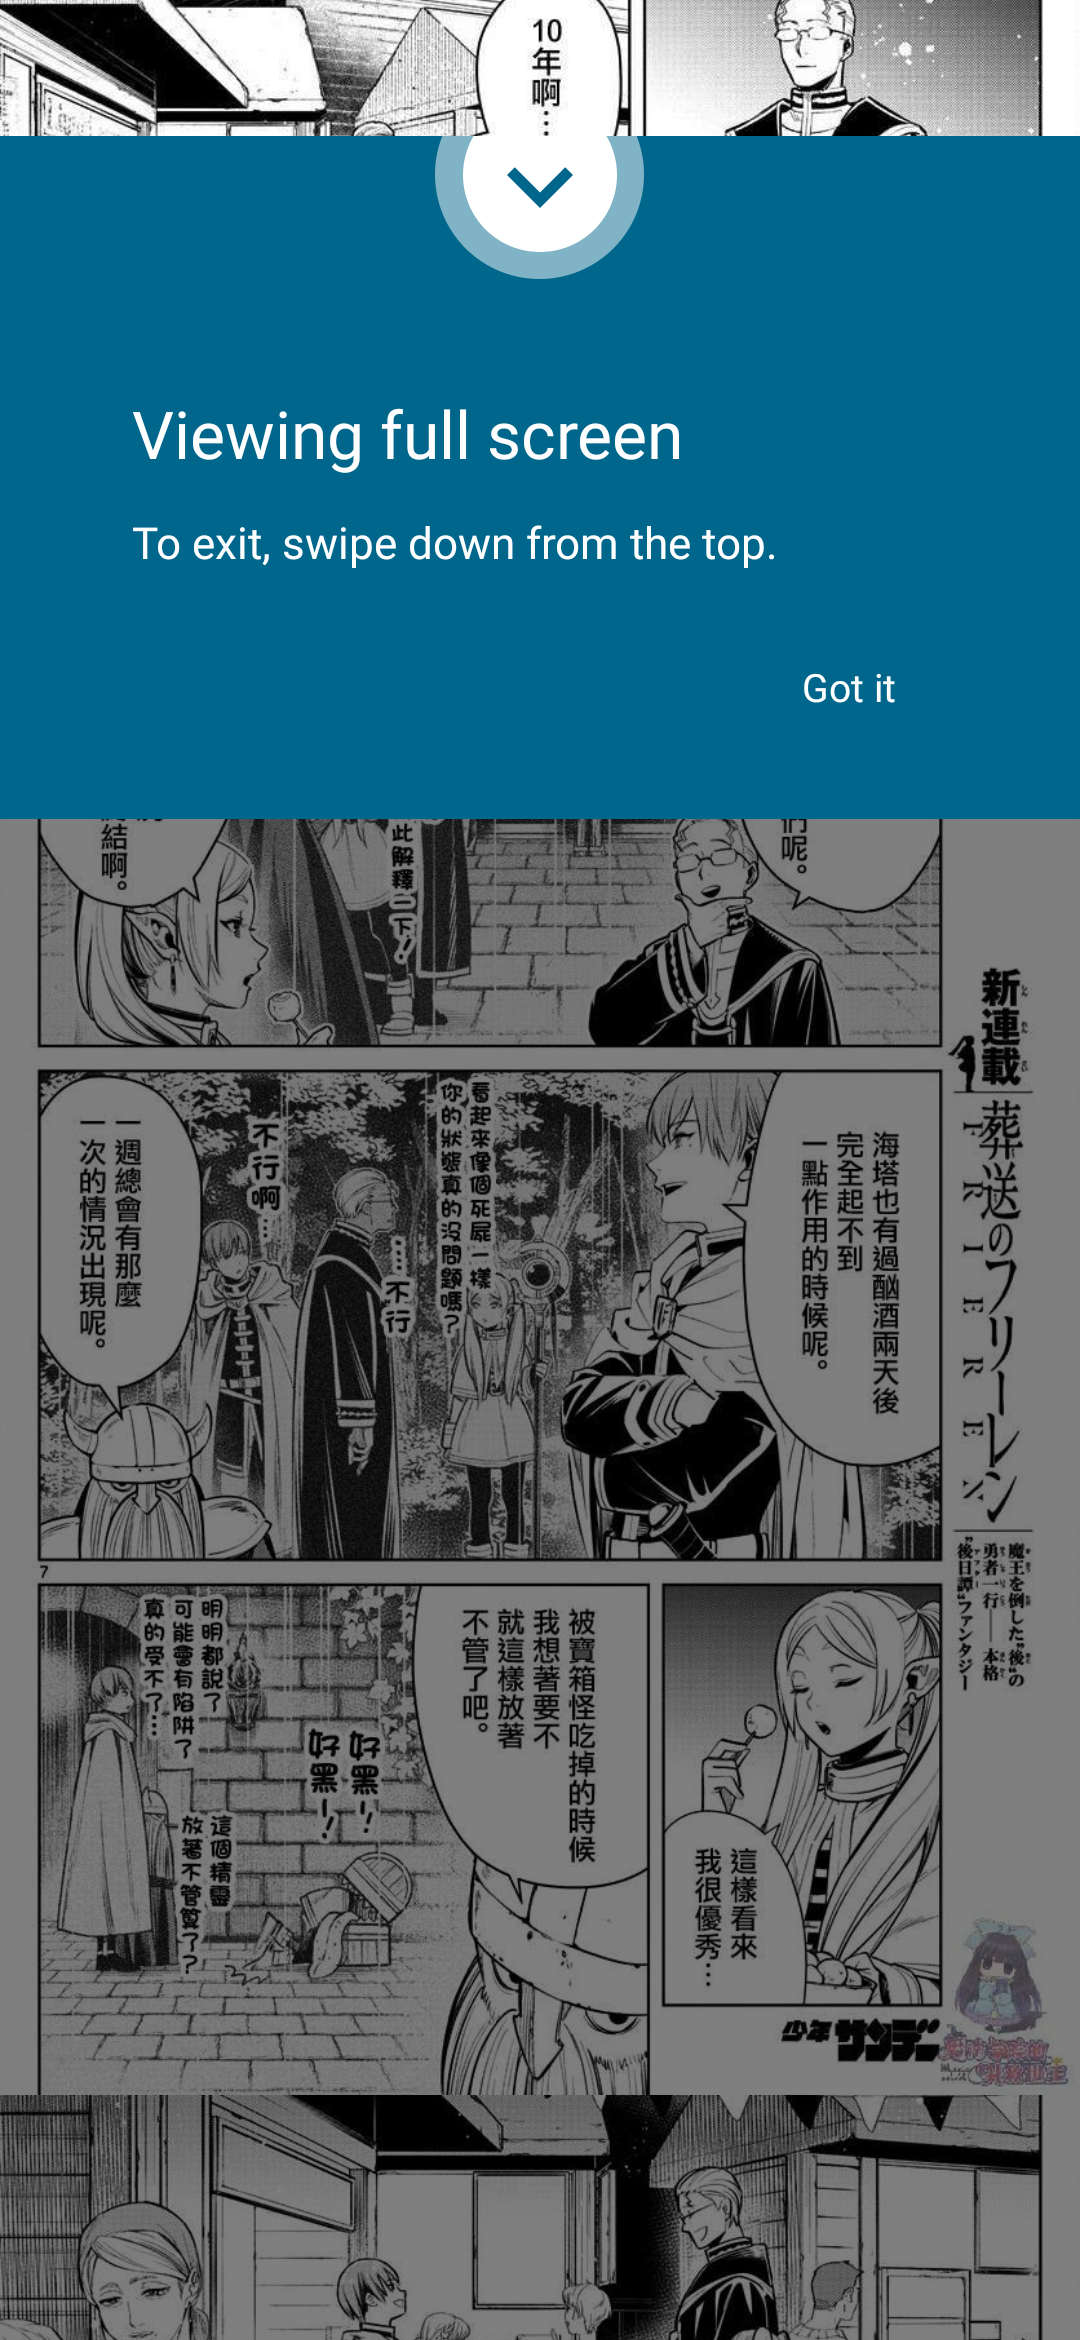 10年啊…
Viewing full screen
To exit, swipe down from the top.
Got it
們呢。
此解釋一下！
結啊。
新連載
葬送のフリーレン
FRIEREN
魔王を倒した“後”の
勇者一行——本格
“後日譚”ファンタジー
海塔也有過酗酒兩天後
完全起不到
一點作用的時候呢。
看起來像個死屍一樣
你的狀態真的沒問題嗎？
…不行
不行啊…
一週總會有那麼
一次的情況出現呢。
7
這樣看來
我很優秀…
被寶箱怪吃掉的時候
我想著要不
就這樣放著
不管了吧。
好黑—！
好黑—！
明明都說了
可能會有陷阱了
真的受不了…
這個精靈
放著不管算了？
少年サンデー